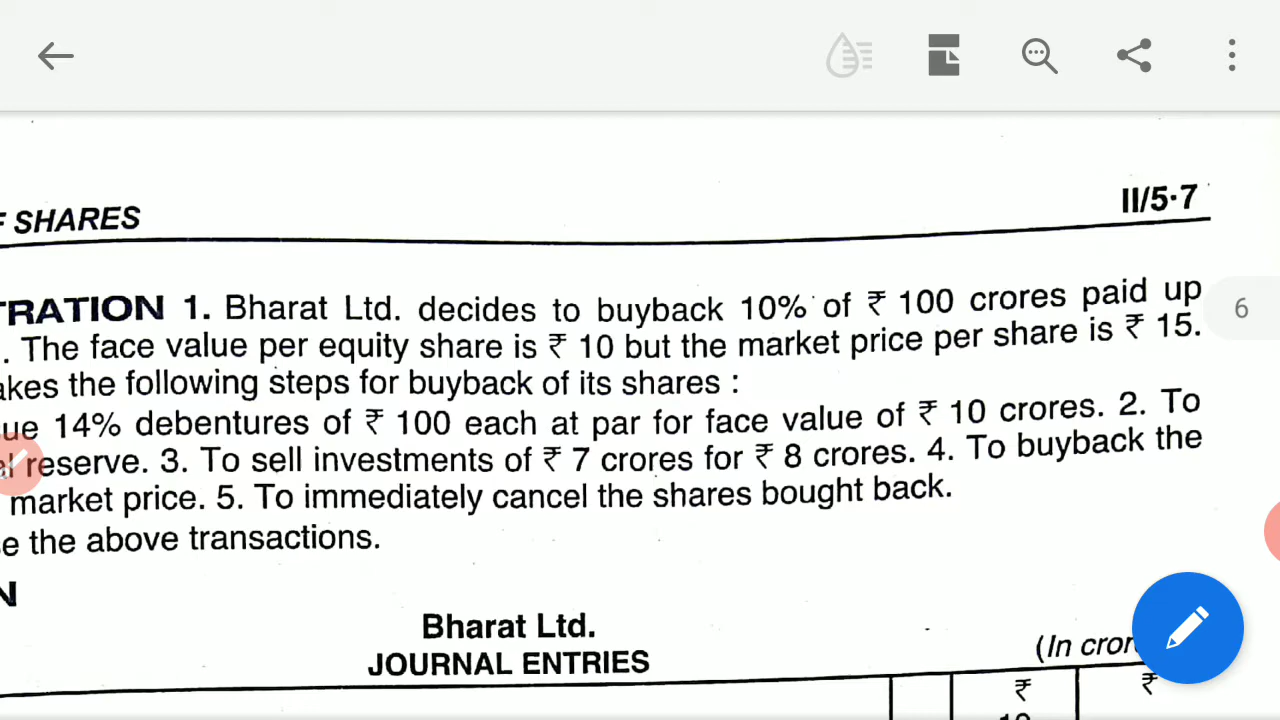 F SHARES
II/5·7
TRATION 1. Bharat Ltd. decides to buyback 10% of ₹ 100 crores paid up
6
. The face value per equity share is ₹ 10 but the market price per share is ₹ 15.
akes the following steps for buyback of its shares :
ue 14% debentures of ₹ 100 each at par for face value of ₹ 10 crores. 2. To
al reserve. 3. To sell investments of ₹ 7 crores for ₹ 8 crores. 4. To buyback the
market price. 5. To immediately cancel the shares bought back.
e the above transactions.
N
Bharat Ltd.
JOURNAL ENTRIES
(In cror
₹ ₹
10